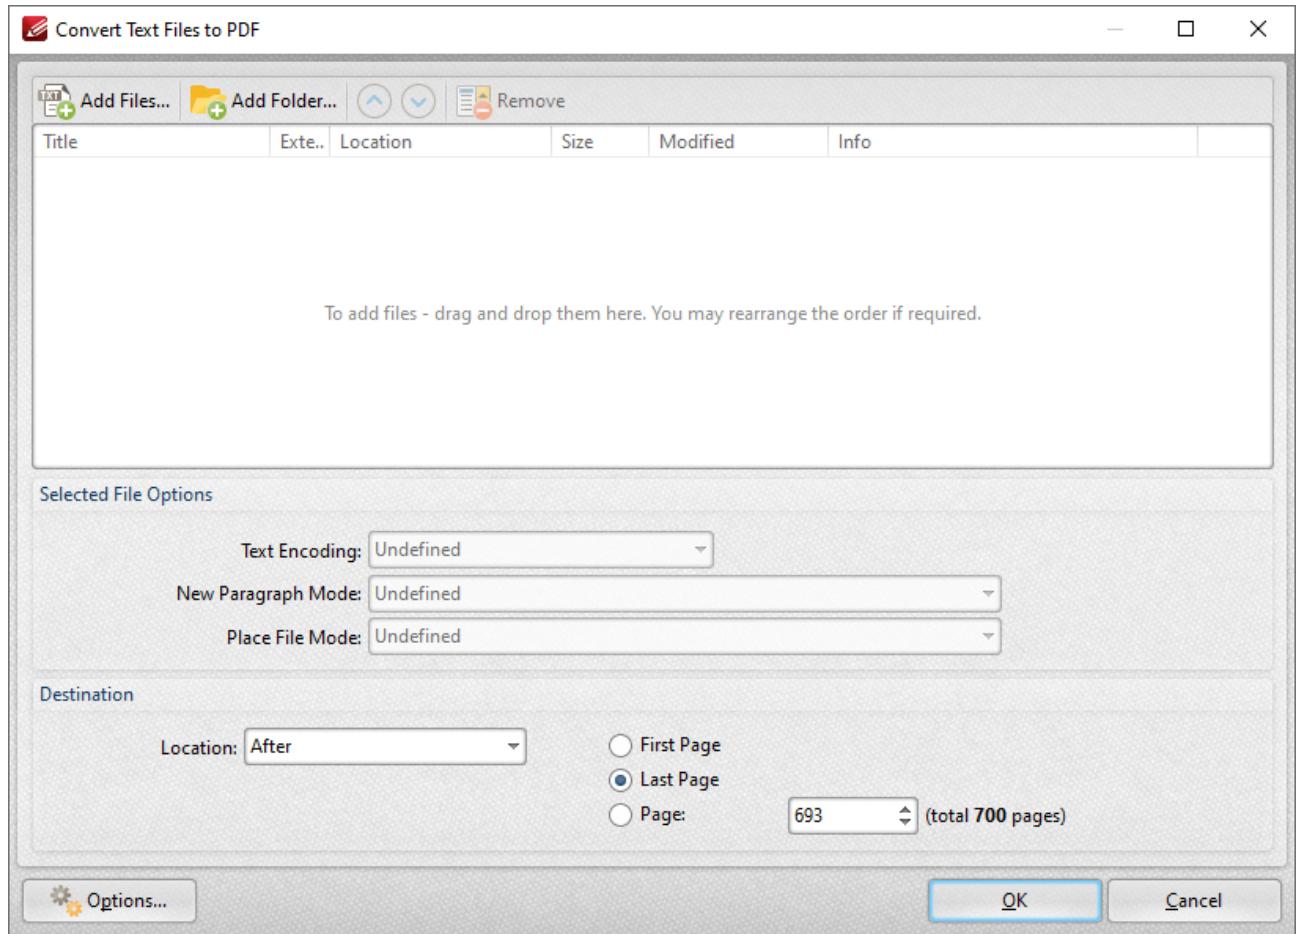 Convert Text Files to PDF
TXT Add Files... Add Folder... Remove
Title Exte.. Location Size Modified Info
To add files - drag and drop them here. You may rearrange the order if required.
Selected File Options
Text Encoding: Undefined
New Paragraph Mode: Undefined
Place File Mode: Undefined
Destination
Location: After
First Page
Last Page
Page: 693 (total 700 pages)
Options... OK Cancel